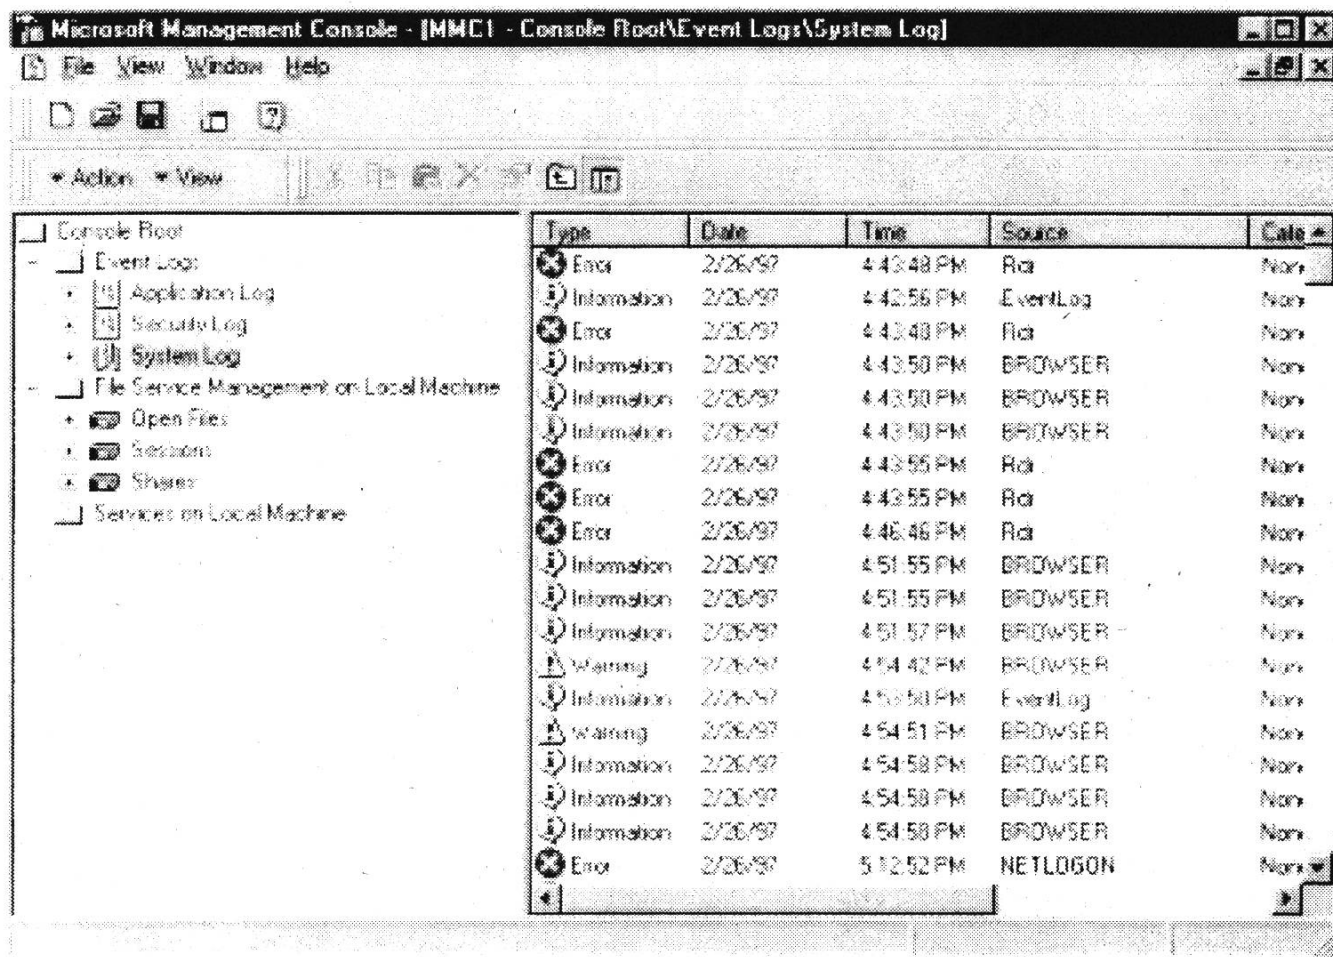 Microsoft Management Console - [MMC1 - Console Root\Event Logs\System Log]
File View Window Help
Action View
Console Root
Event Logs
Application Log
Security Log
System Log
File Service Management on Local Machine
Open Files
Sessions
Shares
Services on Local Machine
Type Date Time Source Cate
Error 2/26/97 4:43:48 PM
Information 2/26/97 4:42:56 PM EventLog
Error 2/26/97 4:43:48 PM
Information 2/26/97 4:43:50 PM BROWSER
Information 2/26/97 4:43:50 PM BROWSER
Information 2/26/97 4:43:50 PM BROWSER
Error 2/26/97 4:43:55 PM
Error 2/26/97 4:43:55 PM
Error 2/26/97 4:46:46 PM
Information 2/26/97 4:51:55 PM BROWSER
Information 2/26/97 4:51:55 PM BROWSER
Information 2/26/97 4:51:57 PM BROWSER
Warning 2/26/97 4:54:42 PM BROWSER
Information 2/26/97 4:53:50 PM EventLog
Warning 2/26/97 4:54:51 PM BROWSER
Information 2/26/97 4:54:58 PM BROWSER
Information 2/26/97 4:54:58 PM BROWSER
Information 2/26/97 4:54:58 PM BROWSER
Error 2/26/97 5:12:52 PM NETLOGON